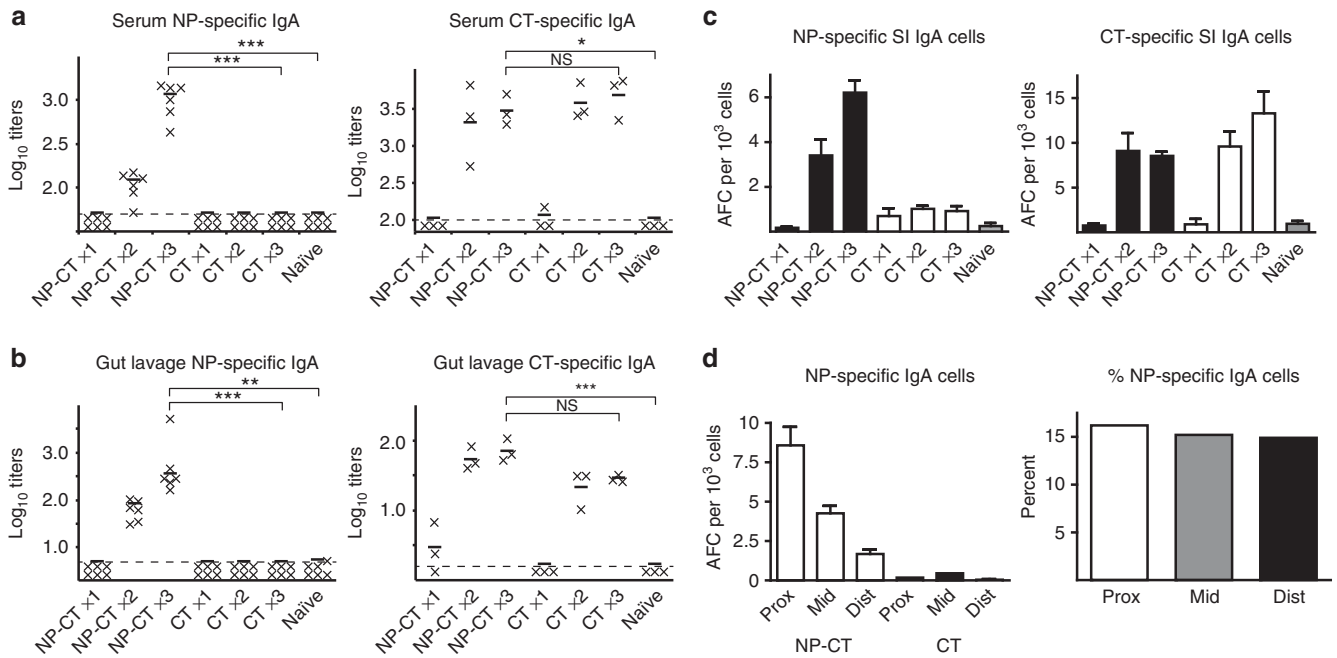 a
Serum NP-specific IgA
***
***
Log10 titers
3.0
2.5
2.0
NP-CT ×1
NP-CT ×2
NP-CT ×3
CT ×1
CT ×2
CT ×3
Naïve
Serum CT-specific IgA
*
NS
Log10 titers
3.5
3.0
2.5
2.0
NP-CT ×1
NP-CT ×2
NP-CT ×3
CT ×1
CT ×2
CT ×3
Naïve
b
Gut lavage NP-specific IgA
**
***
Log10 titers
3.0
2.0
1.0
NP-CT ×1
NP-CT ×2
NP-CT ×3
CT ×1
CT ×2
CT ×3
Naïve
Gut lavage CT-specific IgA
***
NS
Log10 titers
2.0
1.0
NP-CT ×1
NP-CT ×2
NP-CT ×3
CT ×1
CT ×2
CT ×3
Naïve
c
NP-specific SI IgA cells
AFC per 10³ cells
6
4
2
NP-CT ×1
NP-CT ×2
NP-CT ×3
CT ×1
CT ×2
CT ×3
Naïve
CT-specific SI IgA cells
AFC per 10³ cells
15
10
5
NP-CT ×1
NP-CT ×2
NP-CT ×3
CT ×1
CT ×2
CT ×3
Naïve
d
NP-specific IgA cells
AFC per 10³ cells
10
7.5
5
2.5
0
Prox
Mid
Dist
Prox
Mid
Dist
NP-CT
CT
% NP-specific IgA cells
Percent
15
10
5
Prox
Mid
Dist